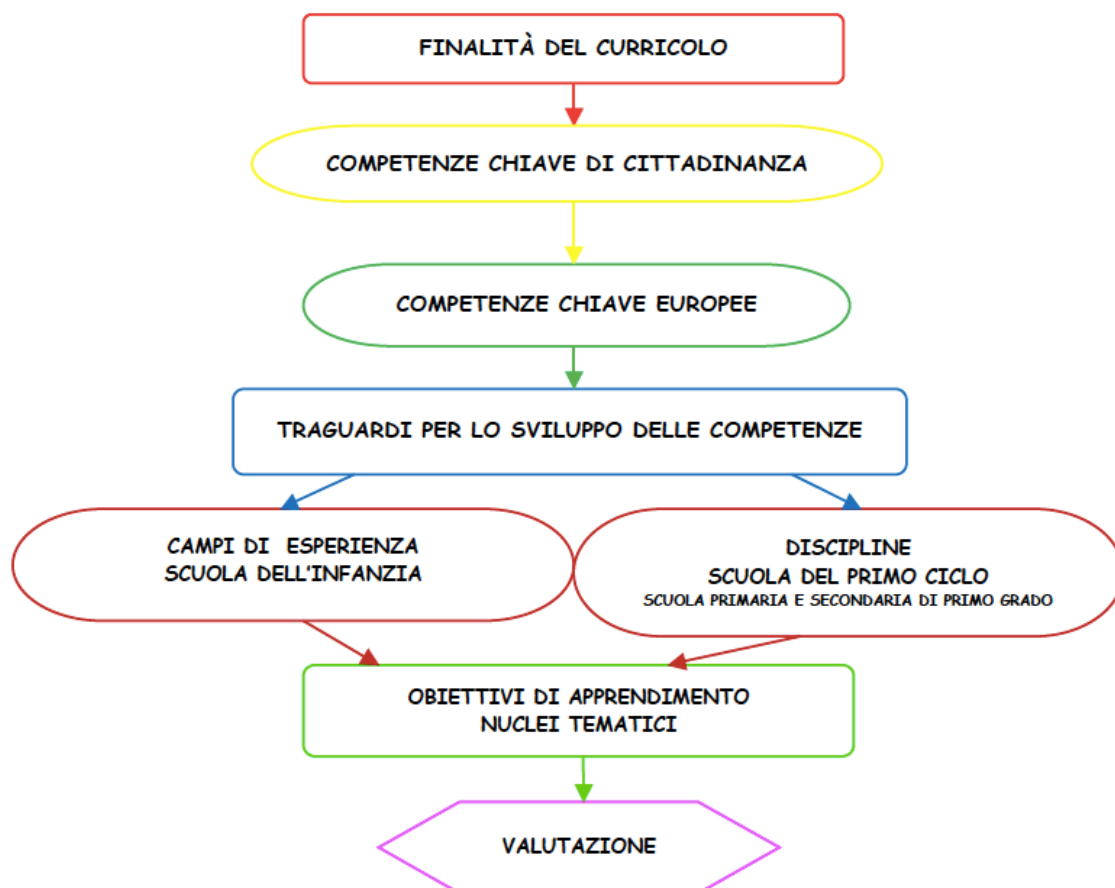 FINALITÀ DEL CURRICOLO
COMPETENZE CHIAVE DI CITTADINANZA
COMPETENZE CHIAVE EUROPEE
TRAGUARDI PER LO SVILUPPO DELLE COMPETENZE
CAMPI DI ESPERIENZA
SCUOLA DELL'INFANZIA
DISCIPLINE
SCUOLA DEL PRIMO CICLO
SCUOLA PRIMARIA E SECONDARIA DI PRIMO GRADO
OBIETTIVI DI APPRENDIMENTO
NUCLEI TEMATICI
VALUTAZIONE